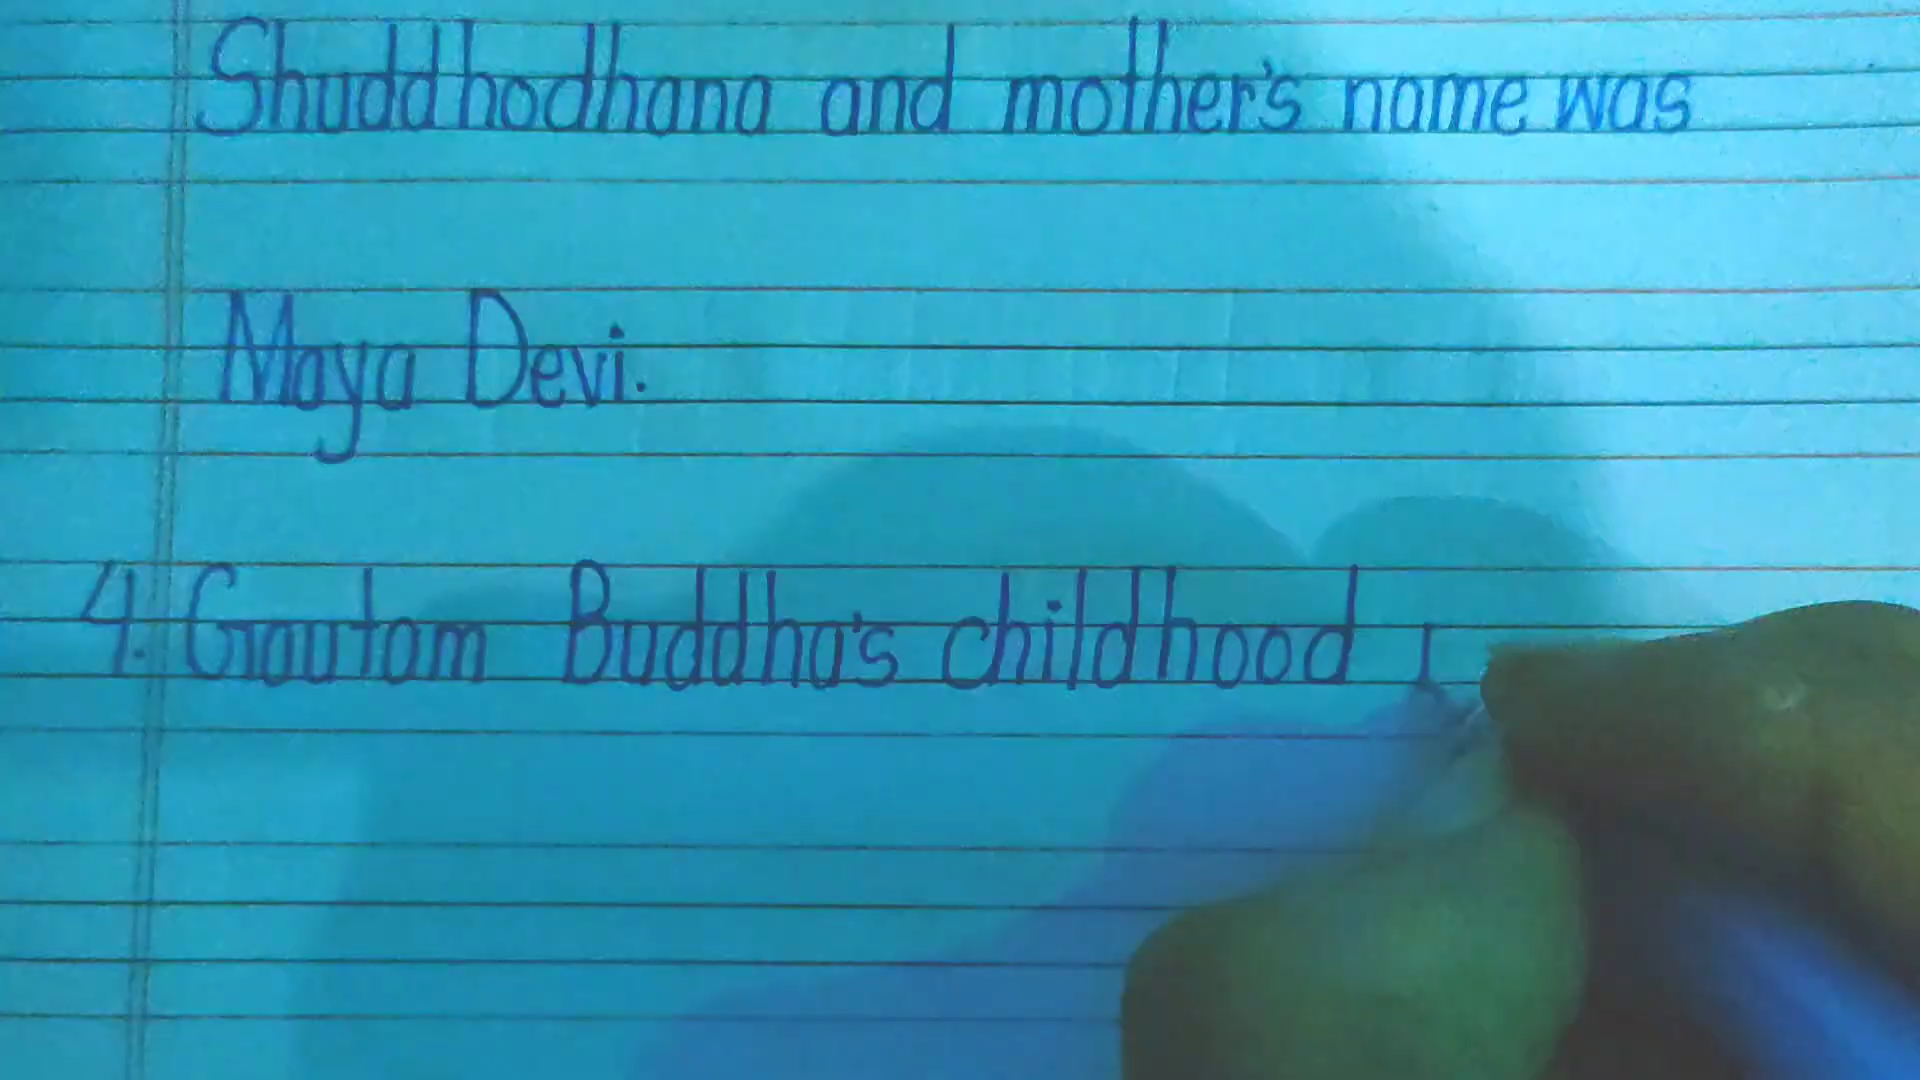 Shuddhodhana and mother's name was
Maya Devi.
4. Gautam Buddha's childhood